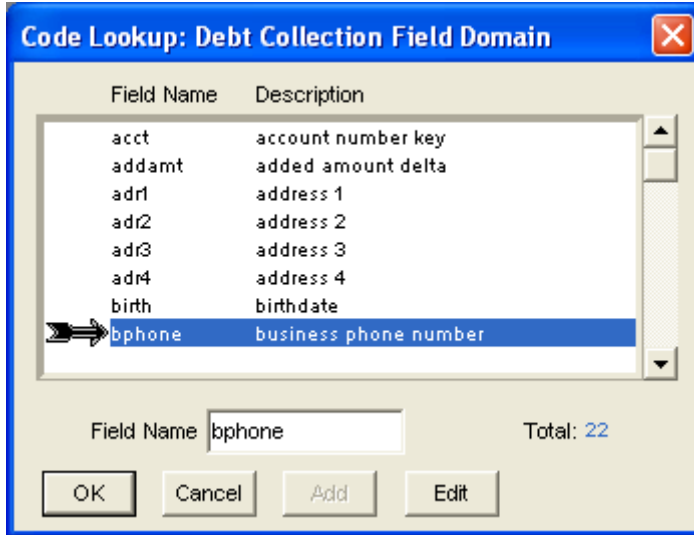 Code Lookup: Debt Collection Field Domain
Field Name Description
acct account number key
addamt added amount delta
adr1 address 1
adr2 address 2
adr3 address 3
adr4 address 4
birth birthdate
bphone business phone number
Field Name bphone Total: 22
OK Cancel Add Edit